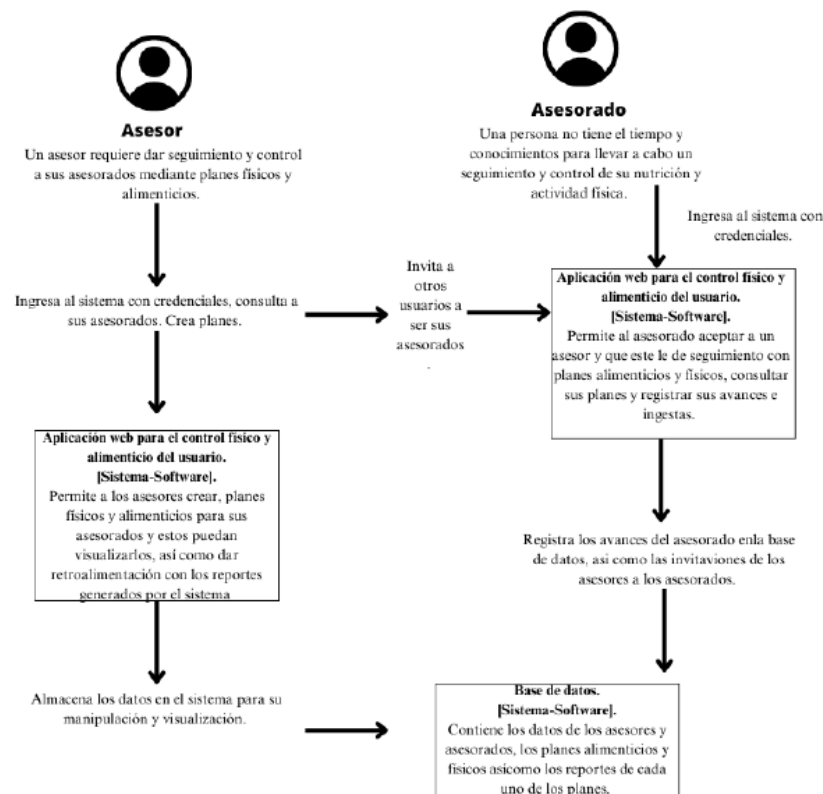 Asesor
Un asesor requiere dar seguimiento y control
a sus asesorados mediante planes físicos y
alimenticios.
Asesorado
Una persona no tiene el tiempo y
conocimientos para llevar a cabo un
seguimiento y control de su nutrición y
actividad física.
Ingresa al sistema con
credenciales.
Ingresa al sistema con credenciales, consulta a
sus asesorados. Crea planes.
Invita a
otros
usuarios a
ser sus
asesorados
.
Aplicación web para el control físico y
alimenticio del usuario.
[Sistema-Software].
Permite al asesorado aceptar a un
asesor y que este le de seguimiento con
planes alimenticios y físicos, consultar
sus planes y registrar sus avances e
ingestas.
Aplicación web para el control físico y
alimenticio del usuario.
[Sistema-Software].
Permite a los asesores crear, planes
físicos y alimenticios para sus
asesorados y estos puedan
visualizarlos, así como dar
retroalimentación con los reportes
generados por el sistema
Registra los avances del asesorado enla base
de datos, asi como las invitaviones de los
asesores a los asesorados.
Almacena los datos en el sistema para su
manipulación y visualización.
Base de datos.
[Sistema-Software].
Contiene los datos de los asesores y
asesorados, los planes alimenticios y
físicos asicomo los reportes de cada
uno de los planes.